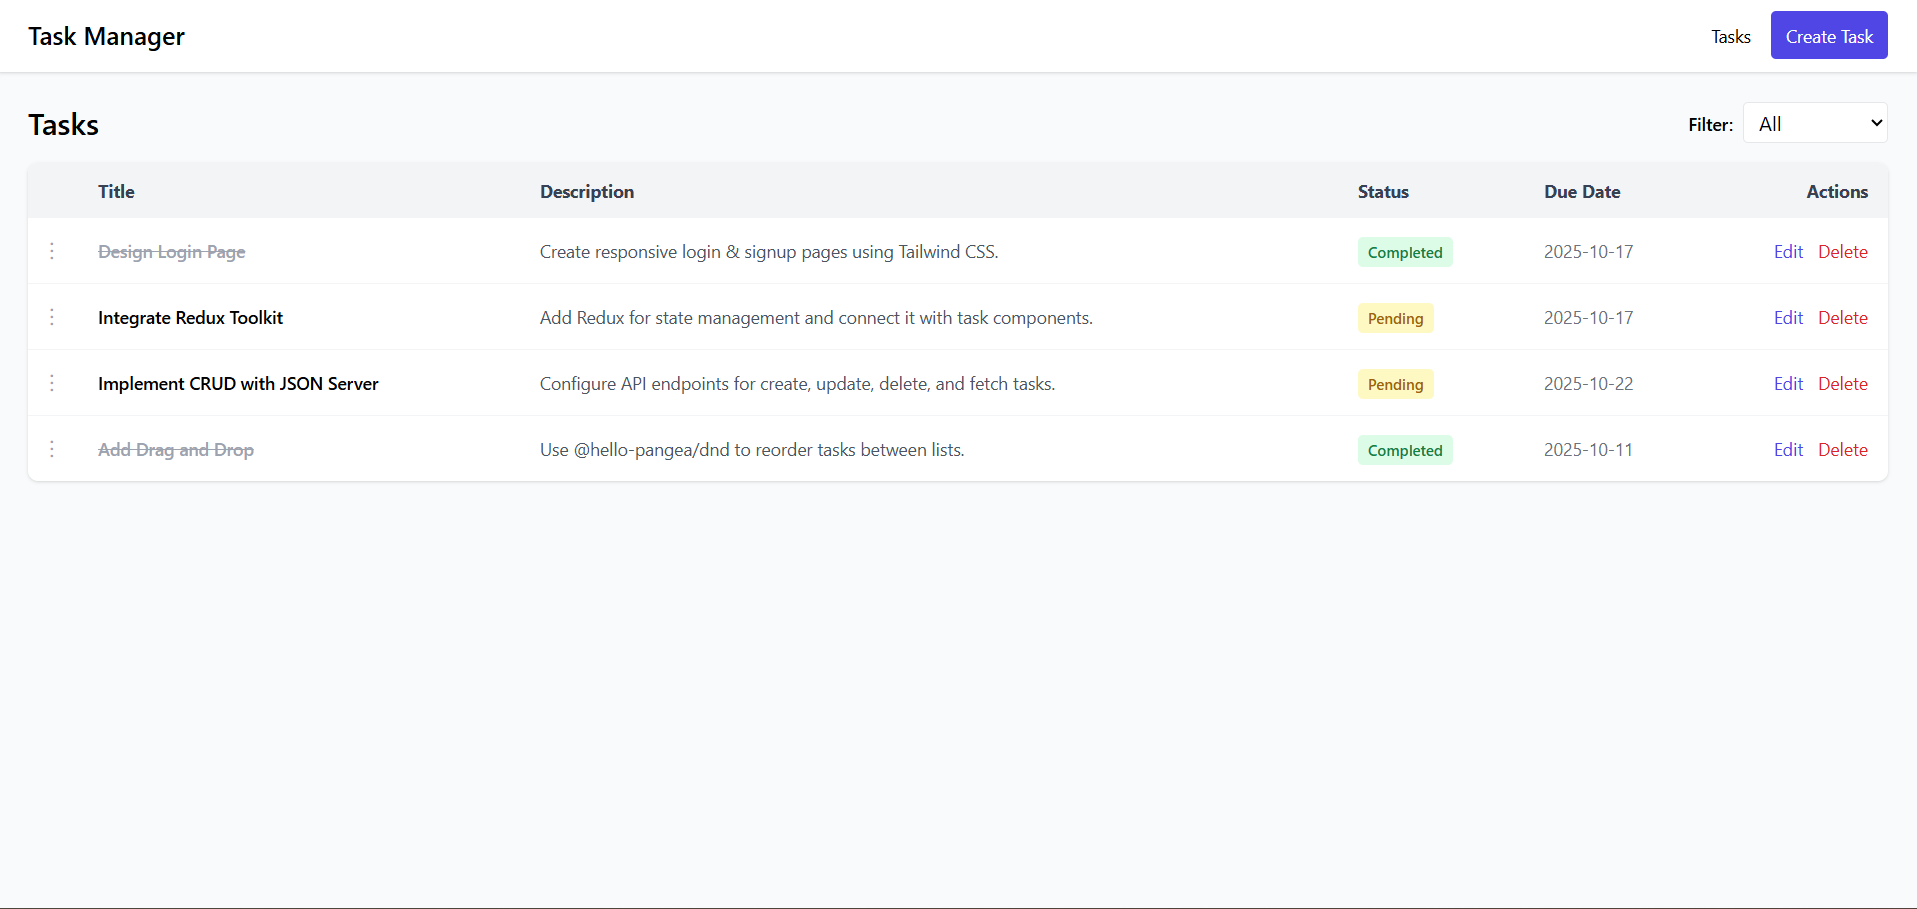 Task Manager
Tasks
Create Task
Tasks
Filter: All
Title Description Status Due Date Actions
Design Login Page Create responsive login & signup pages using Tailwind CSS. Completed 2025-10-17 Edit Delete
Integrate Redux Toolkit Add Redux for state management and connect it with task components. Pending 2025-10-17 Edit Delete
Implement CRUD with JSON Server Configure API endpoints for create, update, delete, and fetch tasks. Pending 2025-10-22 Edit Delete
Add Drag and Drop Use @hello-pangea/dnd to reorder tasks between lists. Completed 2025-10-11 Edit Delete